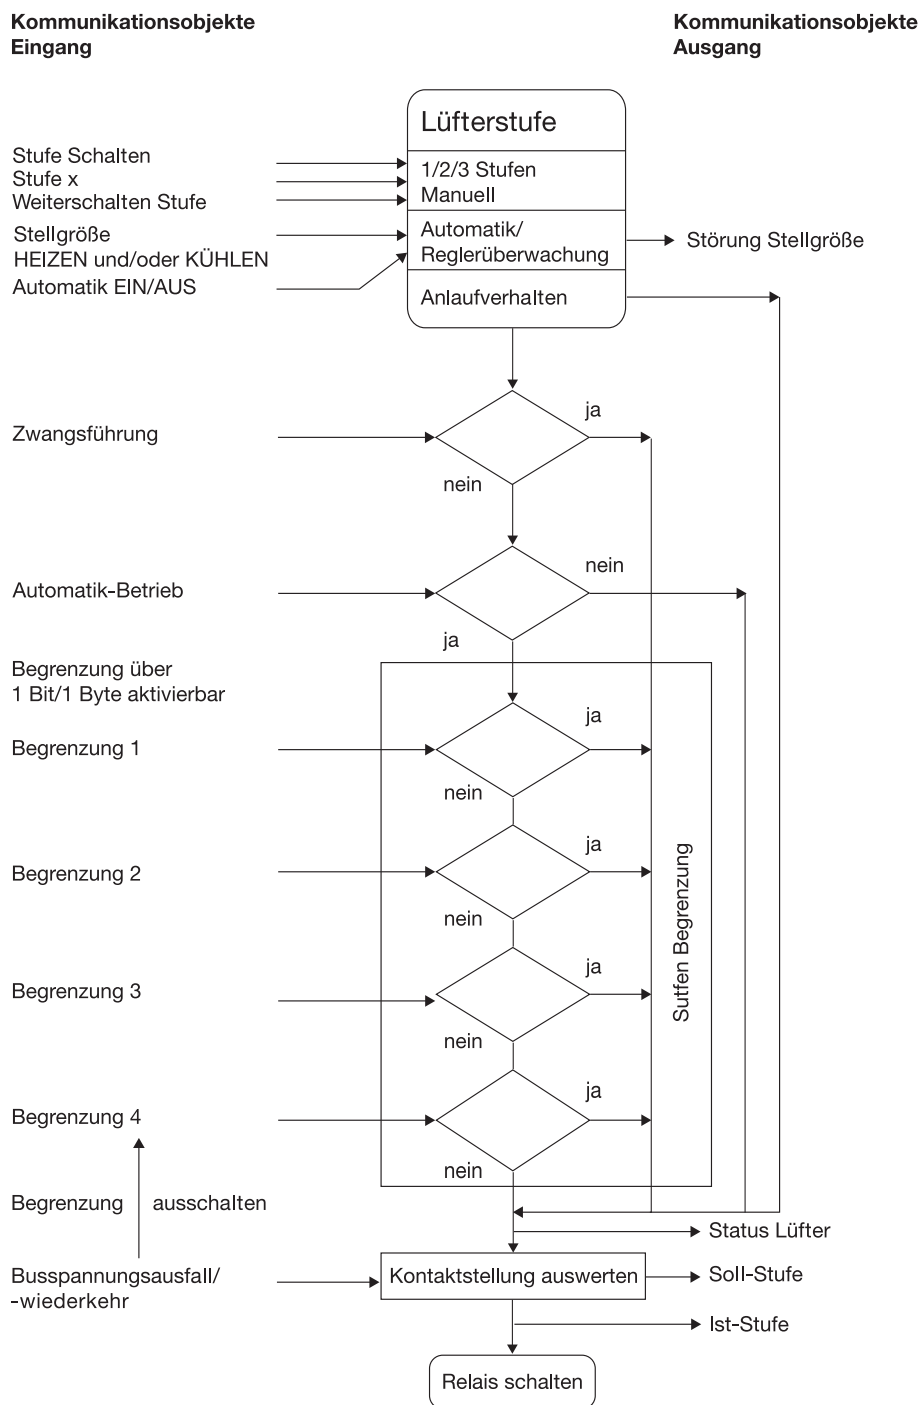 Kommunikationsobjekte
Eingang
Kommunikationsobjekte
Ausgang
Lüfterstufe
Stufe Schalten
Stufe x
Weiterschalten Stufe
1/2/3 Stufen
Manuell
Stellgröße
HEIZEN und/oder KÜHLEN
Automatik EIN/AUS
Automatik/
Reglerüberwachung
Störung Stellgröße
Anlaufverhalten
ja
Zwangsführung
nein
nein
Automatik-Betrieb
ja
Begrenzung über
1 Bit/1 Byte aktivierbar
ja
Begrenzung 1
nein
ja
Begrenzung 2
nein
Sutfen Begrenzung
ja
Begrenzung 3
nein
ja
Begrenzung 4
nein
Begrenzung ausschalten
Status Lüfter
Busspannungsausfall/
-wiederkehr
Kontaktstellung auswerten
Soll-Stufe
Ist-Stufe
Relais schalten